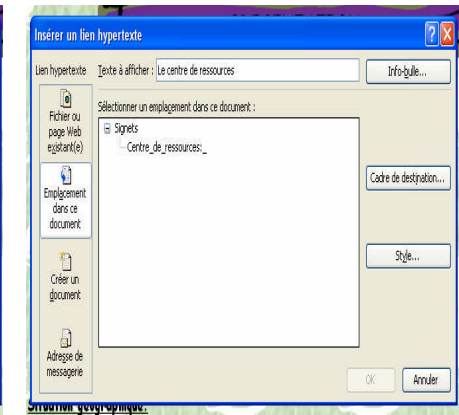 Insérer un lien hypertexte
Lien hypertexte Texte à afficher : Le centre de ressources Info-bulle...
Sélectionner un emplacement dans ce document :
Fichier ou
page Web
existant(e)
Signets
Centre_de_ressources:_
Emplacement
dans ce
document
Cadre de destination...
Style...
Créer un
document
Adresse de
messagerie
OK Annuler
Situation géographique: